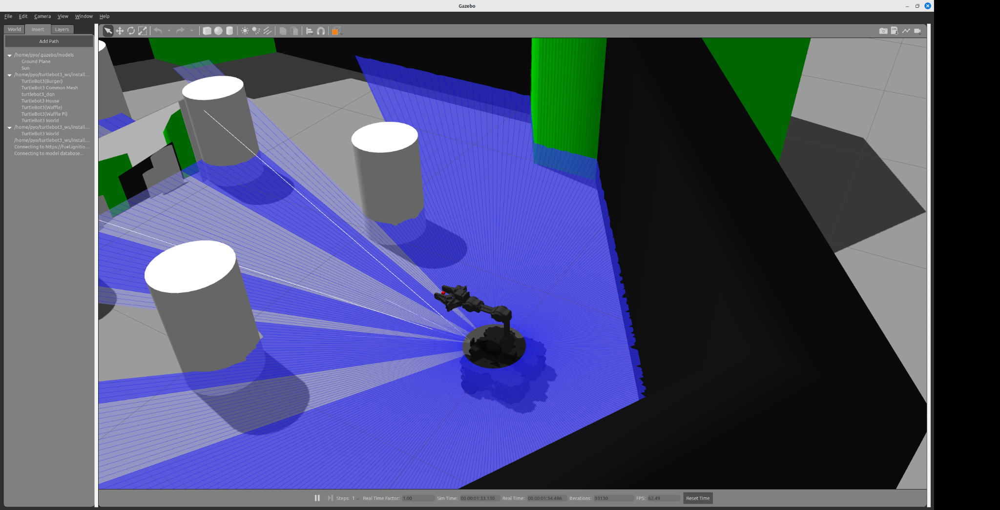 Gazebo
File Edit Camera View Window Help
World Insert Layers
Add Path
/home/pyo/.gazebo/models
Ground Plane
Sun
/home/pyo/turtlebot3_ws/install...
TurtleBot3(Burger)
TurtleBot3 Common Mesh
turtlebot3_dqn
Turtlebot3 House
TurtleBot3(Waffle)
TurtleBot3(Waffle Pi)
TurtleBot3 World
/home/pyo/turtlebot3_ws/install...
TurtleBot3 World
/home/pyo/turtlebot3_ws/install...
Connecting to https://fuel.ignitio...
Connecting to model database...
LOG
Steps: 1 Real Time Factor: 1.00 Sim Time: 00 00:01:33.130 Real Time: 00 00:01:34.486 Iterations: 93130 FPS: 62.49 Reset Time